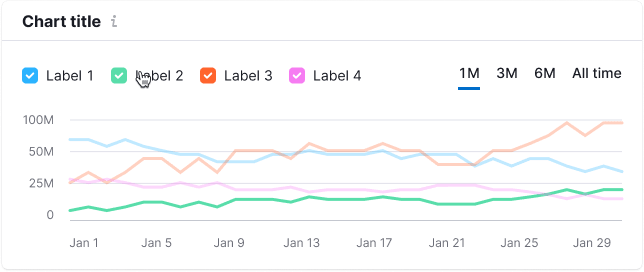 Chart title i
Label 1 Label 2 Label 3 Label 4 1M 3M 6M All time
100M
50M
25M
0
Jan 1 Jan 5 Jan 9 Jan 13 Jan 17 Jan 21 Jan 25 Jan 29